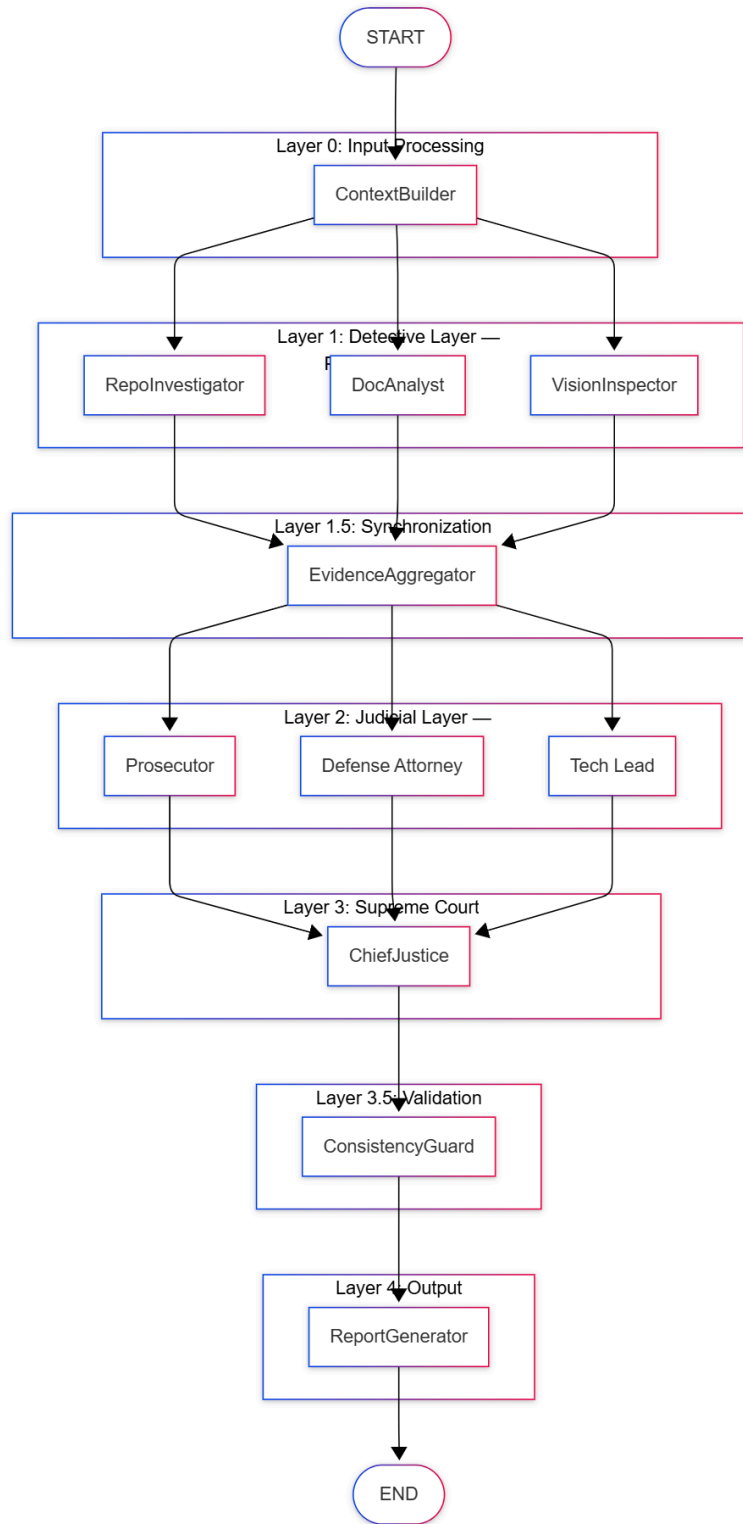 START
Layer 0: Input Processing
ContextBuilder
Layer 1: Detective Layer —
RepoInvestigator
DocAnalyst
VisionInspector
Layer 1.5: Synchronization
EvidenceAggregator
Layer 2: Judicial Layer —
Prosecutor
Defense Attorney
Tech Lead
Layer 3: Supreme Court
ChiefJustice
Layer 3.5: Validation
ConsistencyGuard
Layer 4: Output
ReportGenerator
END